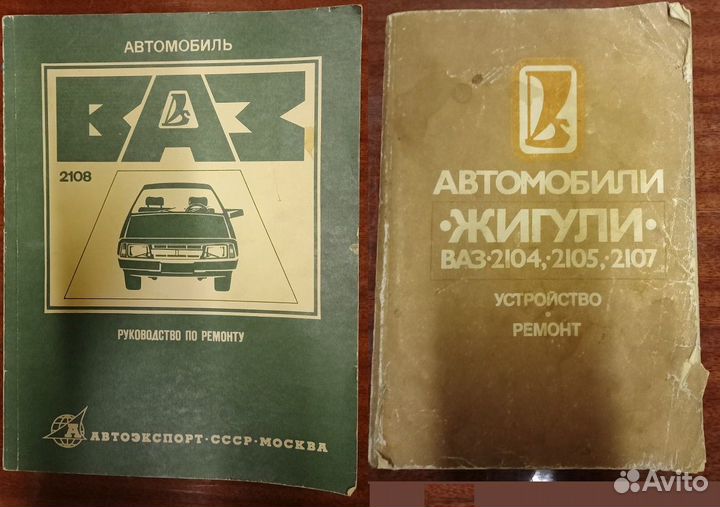 АВТОМОБИЛЬ
ВАЗ
2108
РУКОВОДСТВО ПО РЕМОНТУ
АВТОЭКСПОРТ·СССР·МОСКВА
АВТОМОБИЛИ
·ЖИГУЛИ·
ВАЗ-2104,-2105,-2107
УСТРОЙСТВО
·
РЕМОНТ
Avito